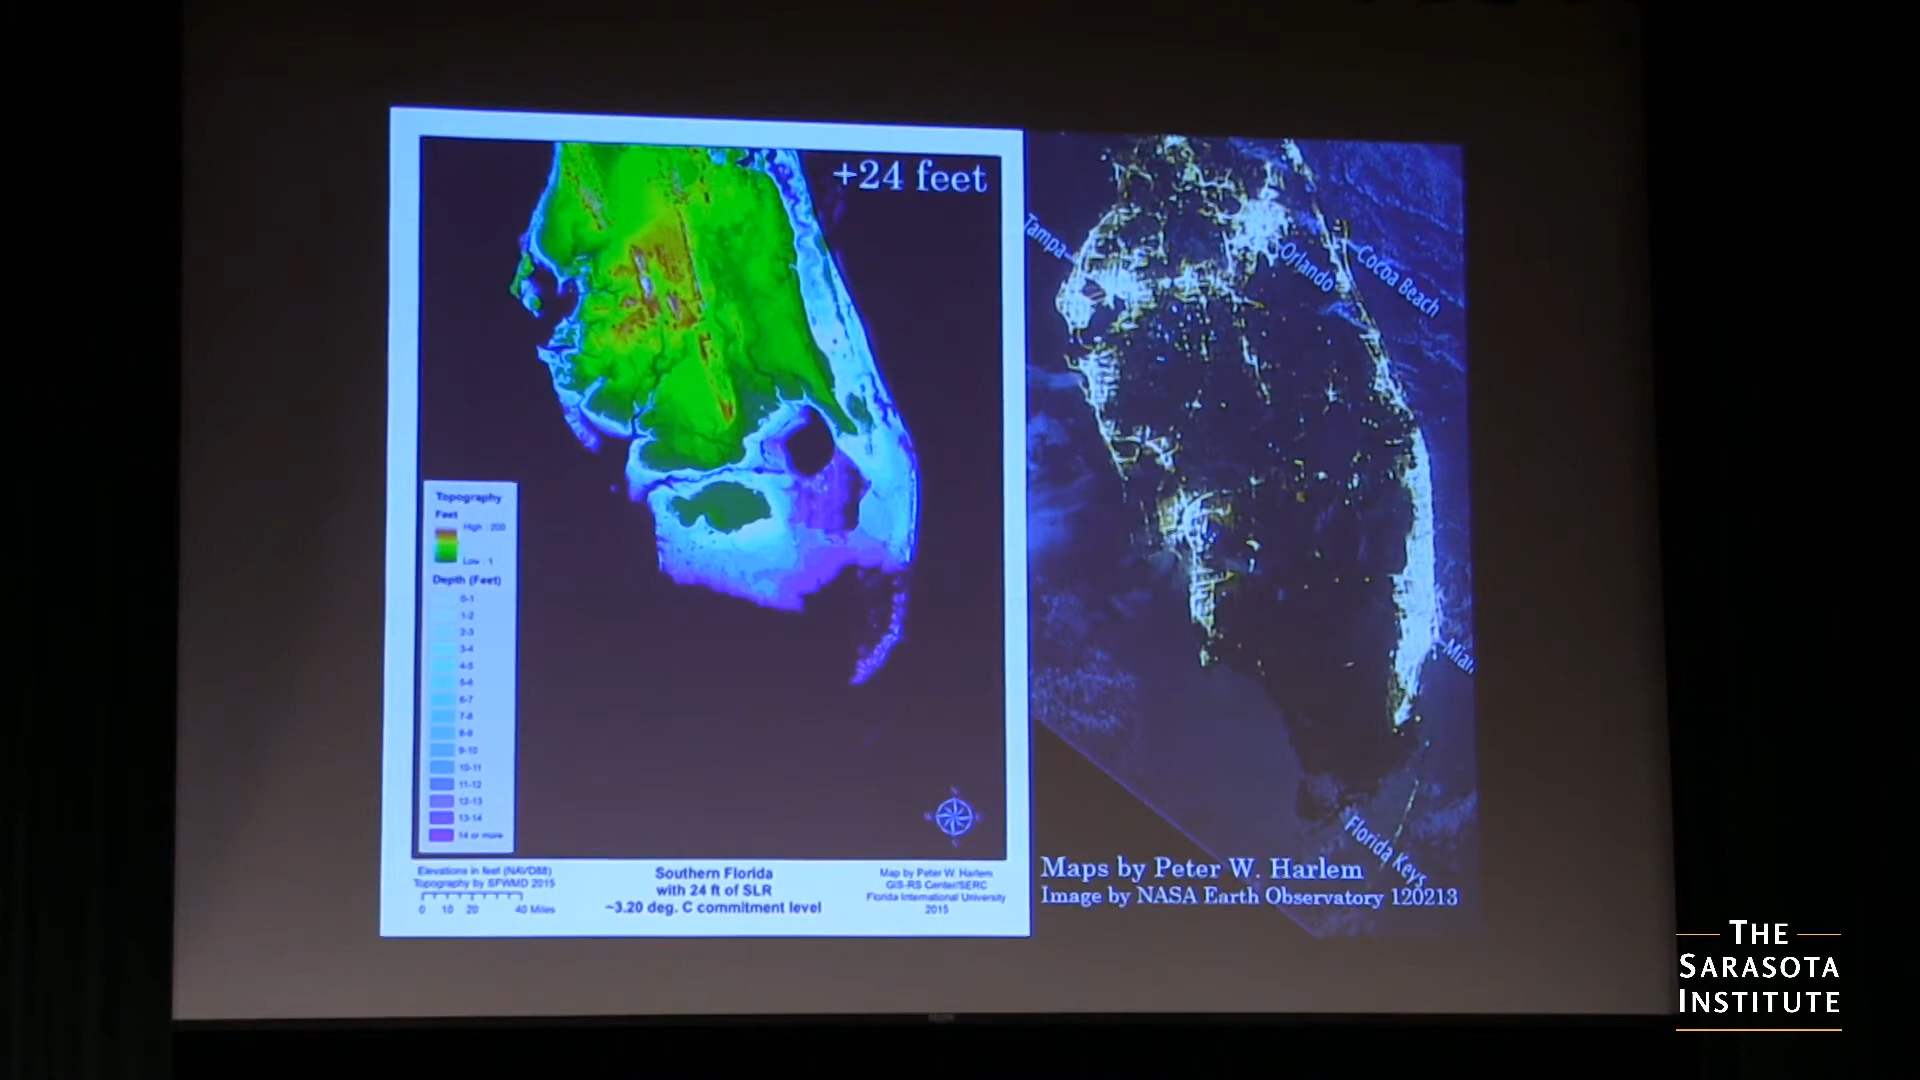 +24 feet
Topography
Feet
High : 200
Low : 1
Depth (Feet)
0-1
1-2
2-3
3-4
4-5
5-6
6-7
7-8
8-9
9-10
10-11
11-12
12-13
13-14
14 or more
N
Elevations in feet (NAVD88)
Topography by SFWMD 2015
0 10 20 40 Miles
Southern Florida
with 24 ft of SLR
~3.20 deg. C commitment level
Map by Peter W. Harlem
GIS-RS Center/SERC
Florida International University
2015
Tampa
Orlando
Cocoa Beach
Miai
Florida Keys
Maps by Peter W. Harlem
Image by NASA Earth Observatory 120213
THE
SARASOTA
INSTITUTE